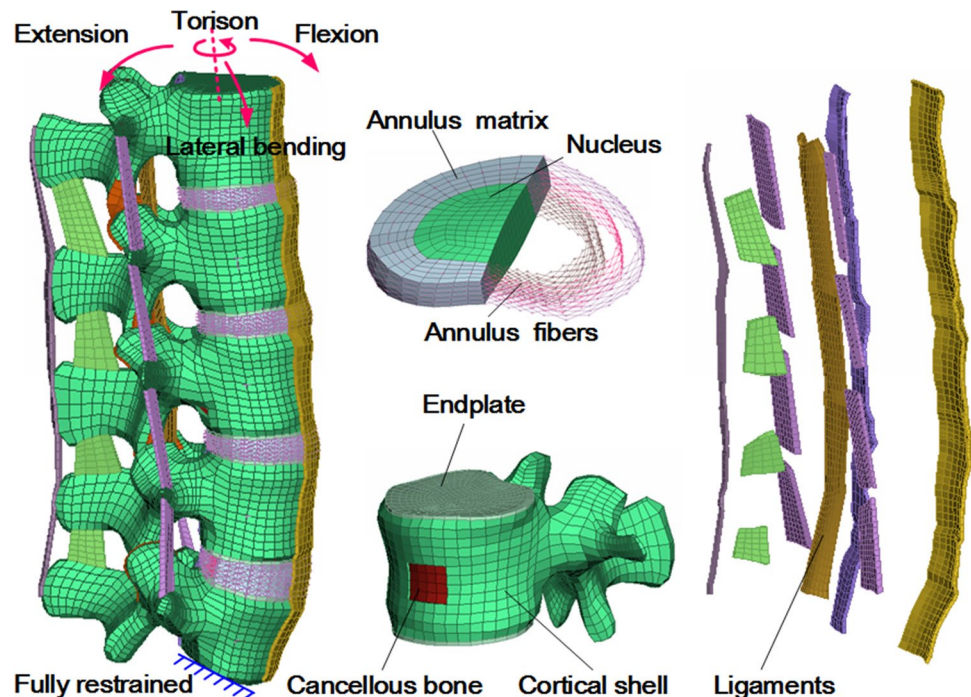 Torison
Extension
Flexion
Lateral bending
Annulus matrix
Nucleus
Annulus fibers
Endplate
Fully restrained
Cancellous bone
Cortical shell
Ligaments